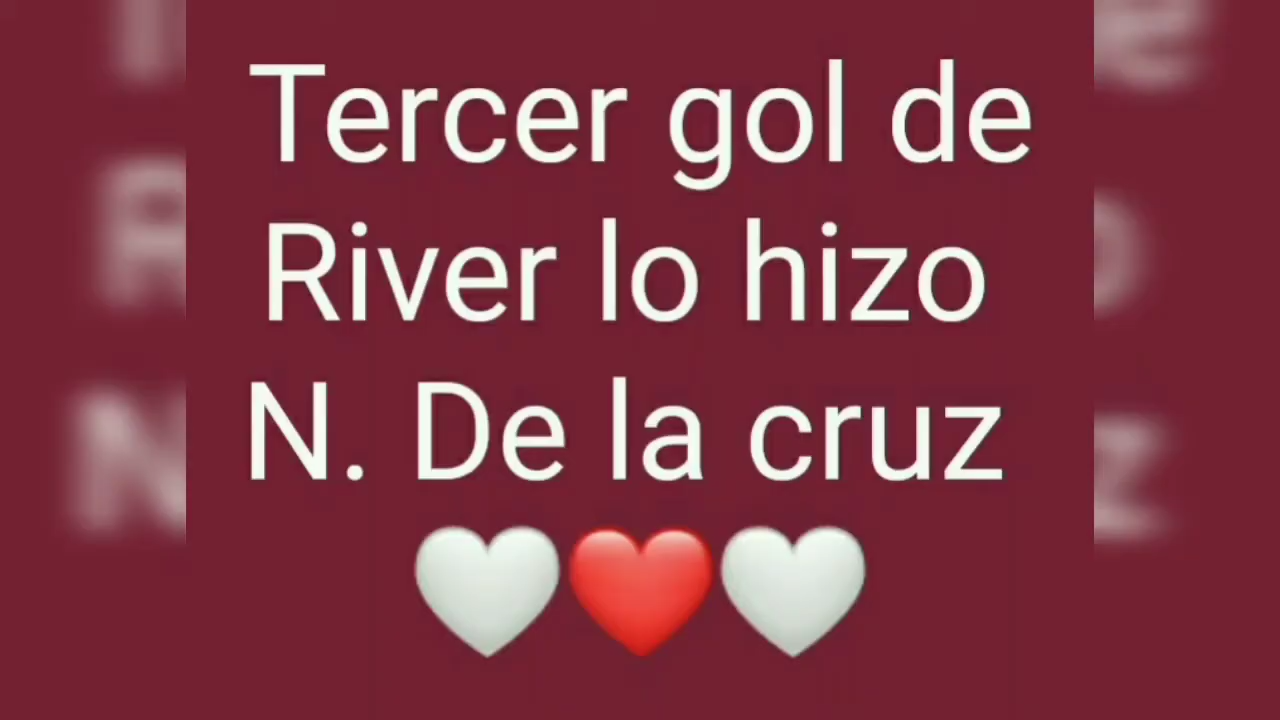 Tercer gol de
River lo hizo
N. De la cruz
🤍❤️🤍